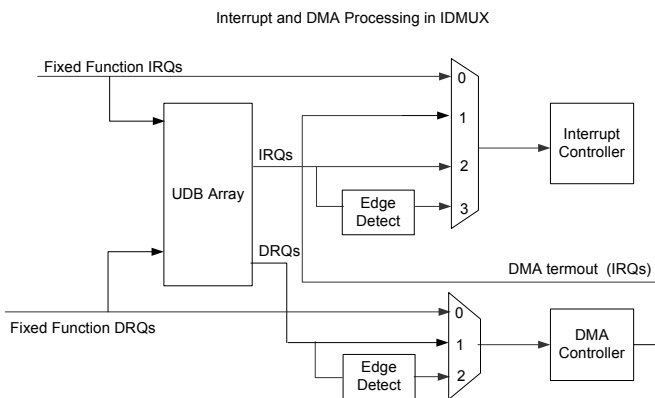 Interrupt and DMA Processing in IDMUX
Fixed Function IRQs
0
1
Interrupt
Controller
IRQs
2
UDB Array
Edge
Detect
3
DRQs
DMA termout (IRQs)
0
Fixed Function DRQs
1
DMA
Controller
Edge
Detect
2